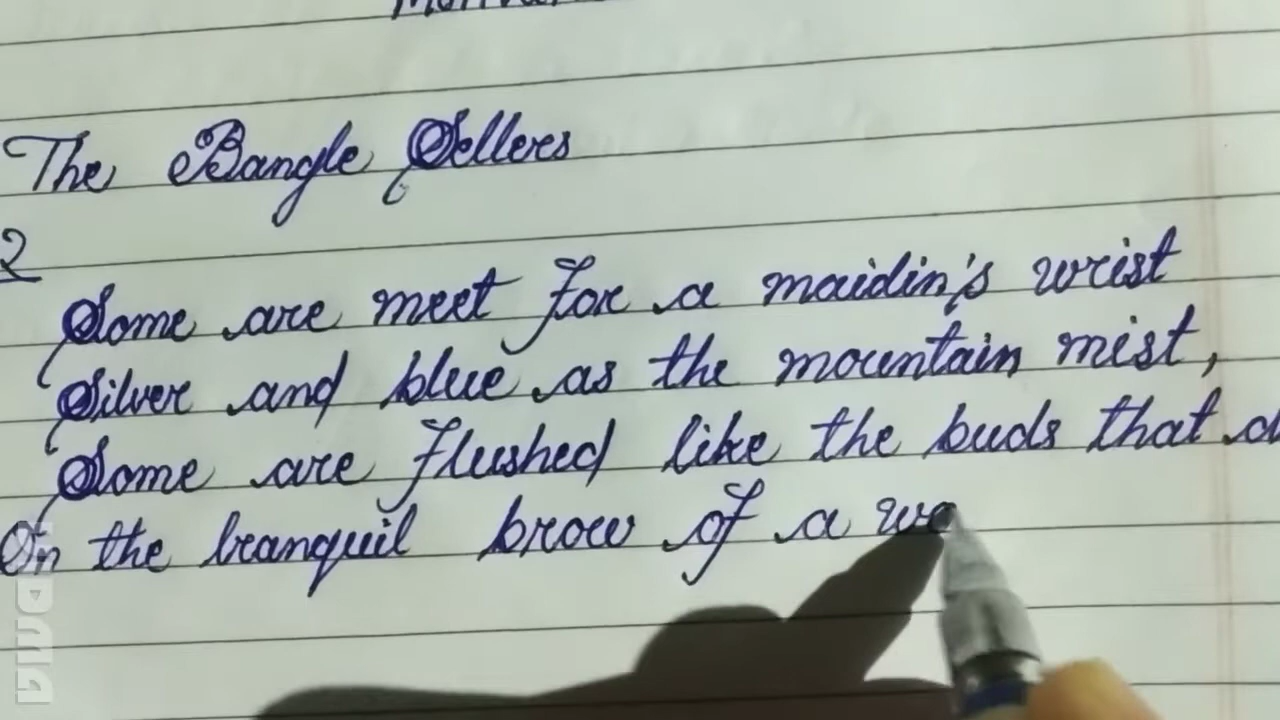 The Bangle Sellers
2
Some are meet for a maidin's wrist
Silver and blue as the mountain mist,
Some are flushed like the buds that d
On the tranquil brow of a wo